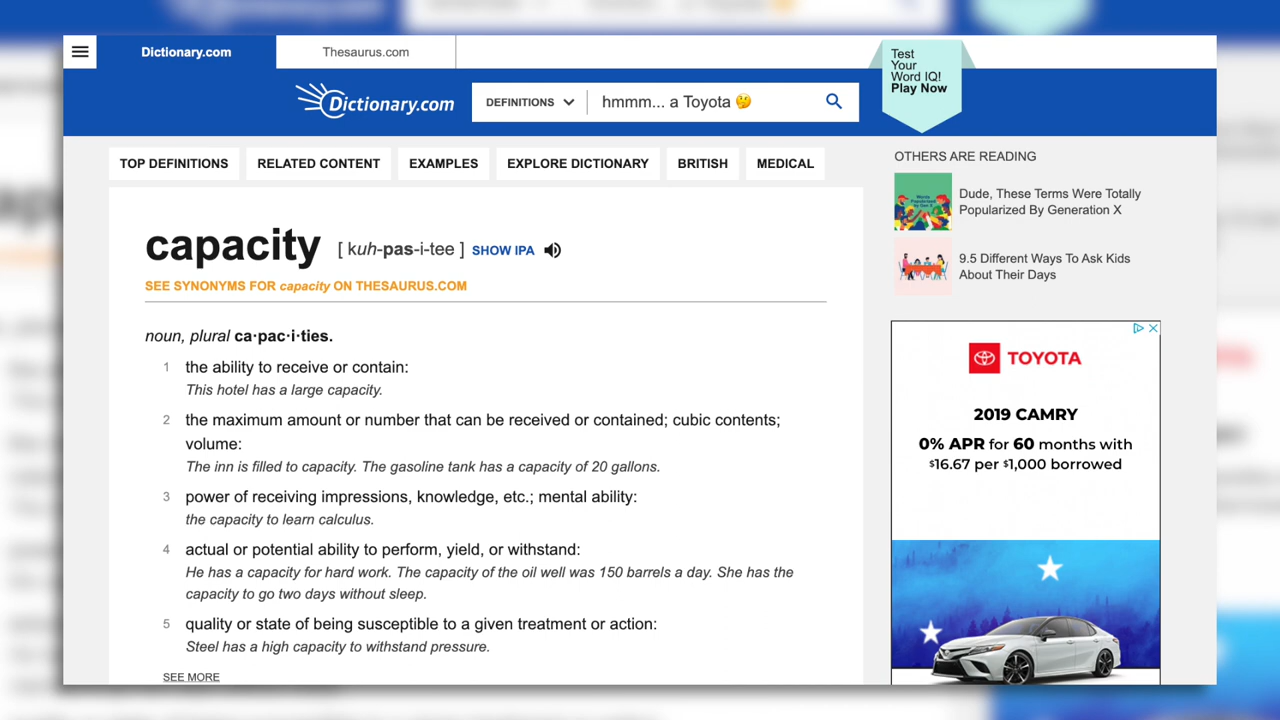 Dictionary.com
Thesaurus.com
Test
Your
Word IQ!
Play Now
Dictionary.com
DEFINITIONS
hmmm... a Toyota 🤔
TOP DEFINITIONS
RELATED CONTENT
EXAMPLES
EXPLORE DICTIONARY
BRITISH
MEDICAL
capacity [ kuh-pas-i-tee ] SHOW IPA
SEE SYNONYMS FOR capacity ON THESAURUS.COM
noun, plural ca·pac·i·ties.
1 the ability to receive or contain:
This hotel has a large capacity.
2 the maximum amount or number that can be received or contained; cubic contents;
volume:
The inn is filled to capacity. The gasoline tank has a capacity of 20 gallons.
3 power of receiving impressions, knowledge, etc.; mental ability:
the capacity to learn calculus.
4 actual or potential ability to perform, yield, or withstand:
He has a capacity for hard work. The capacity of the oil well was 150 barrels a day. She has the
capacity to go two days without sleep.
5 quality or state of being susceptible to a given treatment or action:
Steel has a high capacity to withstand pressure.
SEE MORE
OTHERS ARE READING
Dude, These Terms Were Totally
Popularized By Generation X
9.5 Different Ways To Ask Kids
About Their Days
TOYOTA
2019 CAMRY
0% APR for 60 months with
$16.67 per $1,000 borrowed